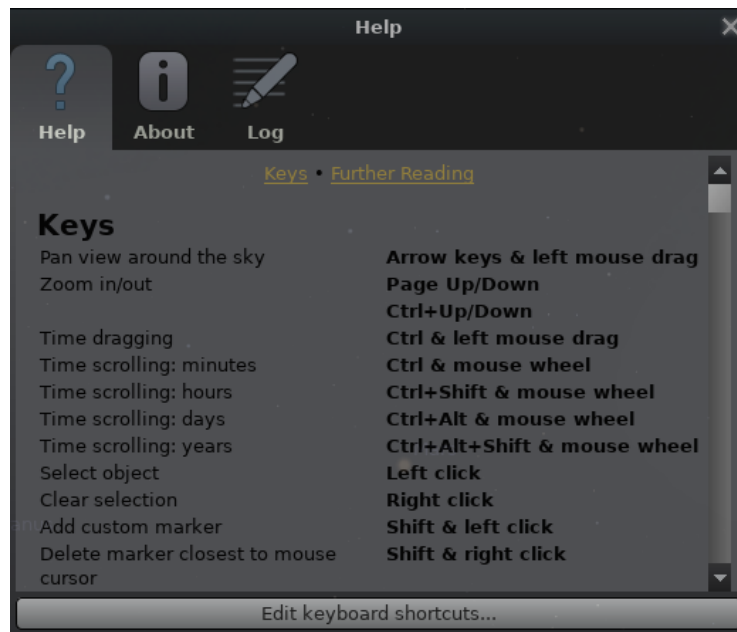 Help
Help About Log
Keys • Further Reading
Keys
Pan view around the sky Arrow keys & left mouse drag
Zoom in/out Page Up/Down
Ctrl+Up/Down
Time dragging Ctrl & left mouse drag
Time scrolling: minutes Ctrl & mouse wheel
Time scrolling: hours Ctrl+Shift & mouse wheel
Time scrolling: days Ctrl+Alt & mouse wheel
Time scrolling: years Ctrl+Alt+Shift & mouse wheel
Select object Left click
Clear selection Right click
Add custom marker Shift & left click
Delete marker closest to mouse Shift & right click
cursor
Edit keyboard shortcuts...